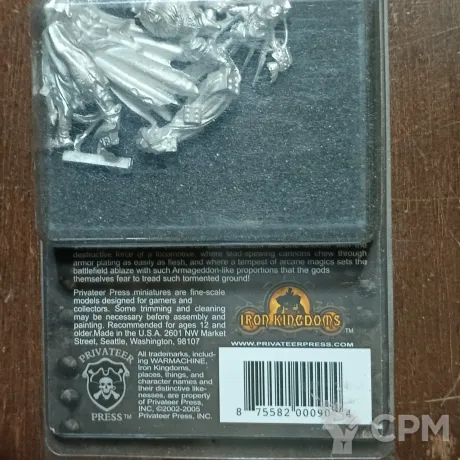 destructive force of a locomotive, where lead-spewing cannons chew through
armor plating as easily as flesh, and where a tempest of arcane magics sets the
battlefield ablaze with such Armageddon-like proportions that the gods
themselves fear to tread such tormented ground!
Privateer Press miniatures are fine-scale
models designed for gamers and
collectors. Some trimming and cleaning
may be necessary before assembly and
painting. Recommended for ages 12 and
older. Made in the U.S.A. 2601 NW Market
Street, Seattle, Washington, 98107
IRON KINGDOMS™
WWW.PRIVATEERPRESS.COM
PRIVATEER
PRESS™
All trademarks, includ-
ing WARMACHINE,
Iron Kingdoms,
places, things, and
character names and
their distinctive like-
nesses, are property
of Privateer Press,
INC, ©2002-2005
Privateer Press, INC.
8 75582 0009 4
CPM